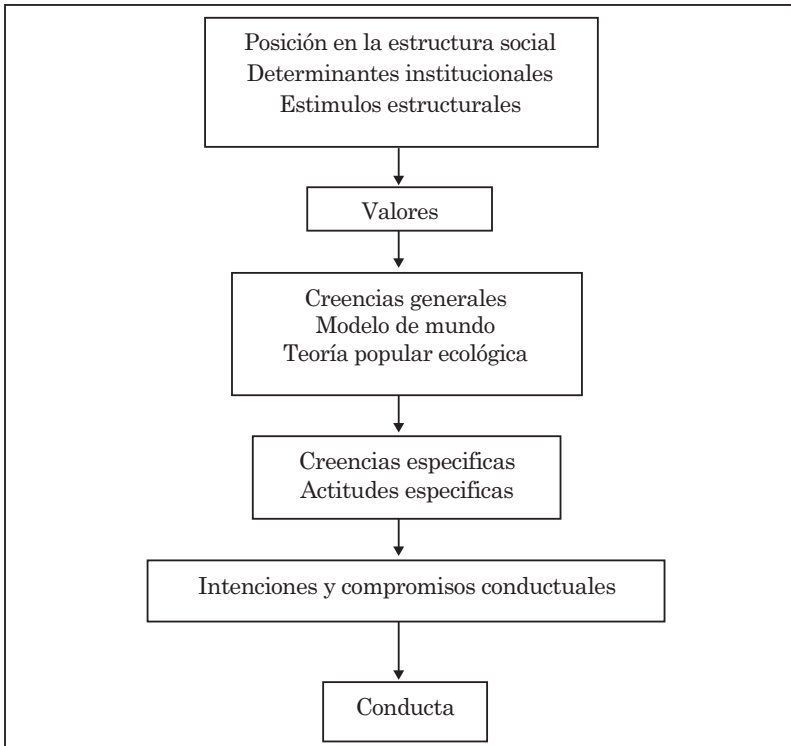 Posición en la estructura social
Determinantes institucionales
Estimulos estructurales
Valores
Creencias generales
Modelo de mundo
Teoría popular ecológica
Creencias especificas
Actitudes especificas
Intenciones y compromisos conductuales
Conducta